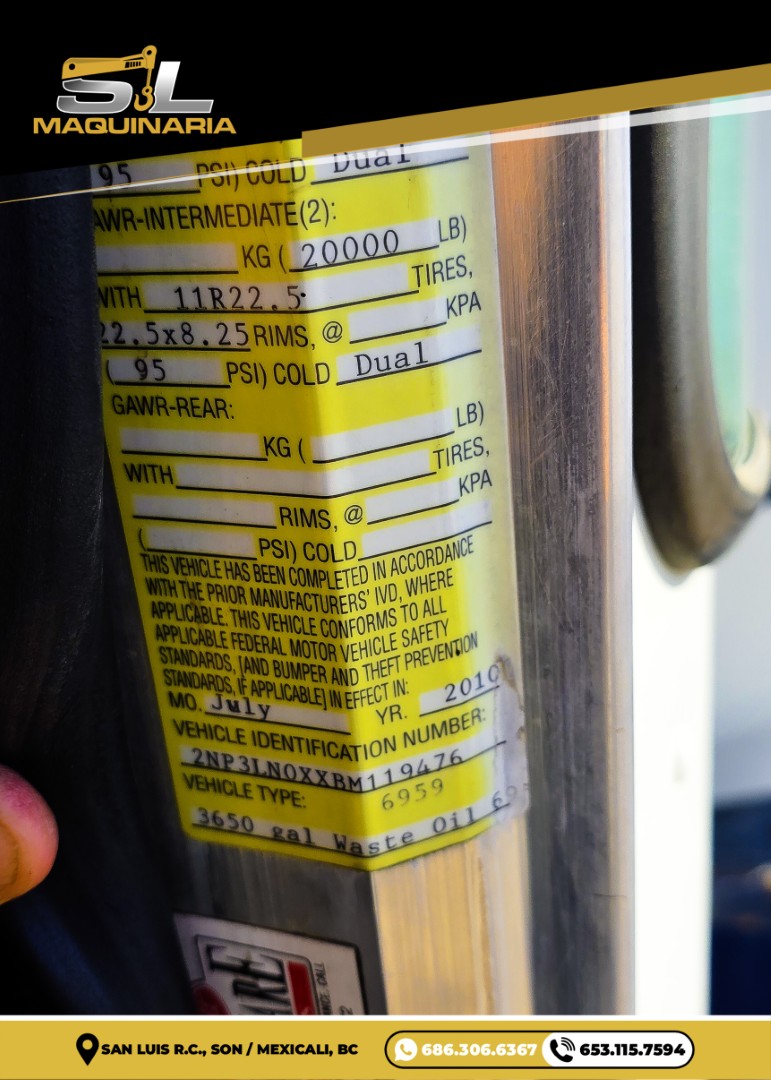 SL
MAQUINARIA
95 PSI) COLD Dual
AWR-INTERMEDIATE(2):
KG ( 20000 LB)
WITH 11R22.5 TIRES,
22.5x8.25 RIMS, @ KPA
( 95 PSI) COLD Dual
GAWR-REAR:
KG ( LB)
WITH TIRES,
RIMS, @ KPA
( PSI) COLD
THIS VEHICLE HAS BEEN COMPLETED IN ACCORDANCE
WITH THE PRIOR MANUFACTURERS' IVD, WHERE
APPLICABLE. THIS VEHICLE CONFORMS TO ALL
APPLICABLE FEDERAL MOTOR VEHICLE SAFETY
STANDARDS, [AND BUMPER AND THEFT PREVENTION
STANDARDS, IF APPLICABLE] IN EFFECT IN:
MO. July YR. 2010
VEHICLE IDENTIFICATION NUMBER:
2NP3LN0XXBM119476
VEHICLE TYPE: 6959
3650 gal Waste Oil 69
SAN LUIS R.C., SON / MEXICALI, BC
686.306.6367
653.115.7594